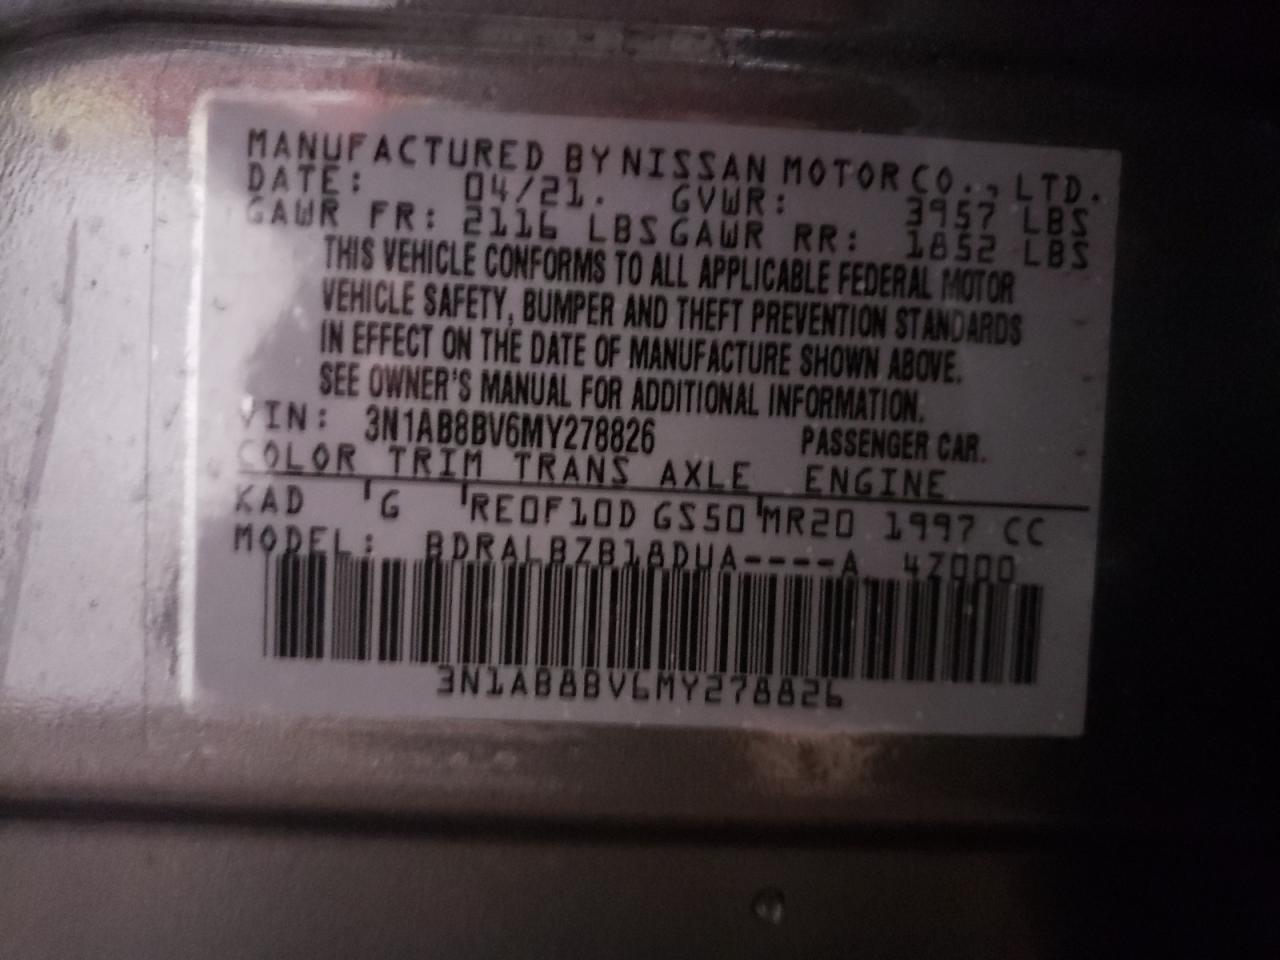 MANUFACTURED BY NISSAN MOTOR CO., LTD.
DATE: 04/21. GVWR: 3957 LBS
GAWR FR: 2116 LBS GAWR RR: 1852 LBS
THIS VEHICLE CONFORMS TO ALL APPLICABLE FEDERAL MOTOR
VEHICLE SAFETY, BUMPER AND THEFT PREVENTION STANDARDS
IN EFFECT ON THE DATE OF MANUFACTURE SHOWN ABOVE.
SEE OWNER'S MANUAL FOR ADDITIONAL INFORMATION.
VIN: 3N1AB8BV6MY278826 PASSENGER CAR.
COLOR TRIM TRANS AXLE ENGINE
KAD G RE0F10D GS50 MR20 1997 CC
MODEL: BDRALBZB18DUA----A 4Z000
3N1AB8BV6MY278826